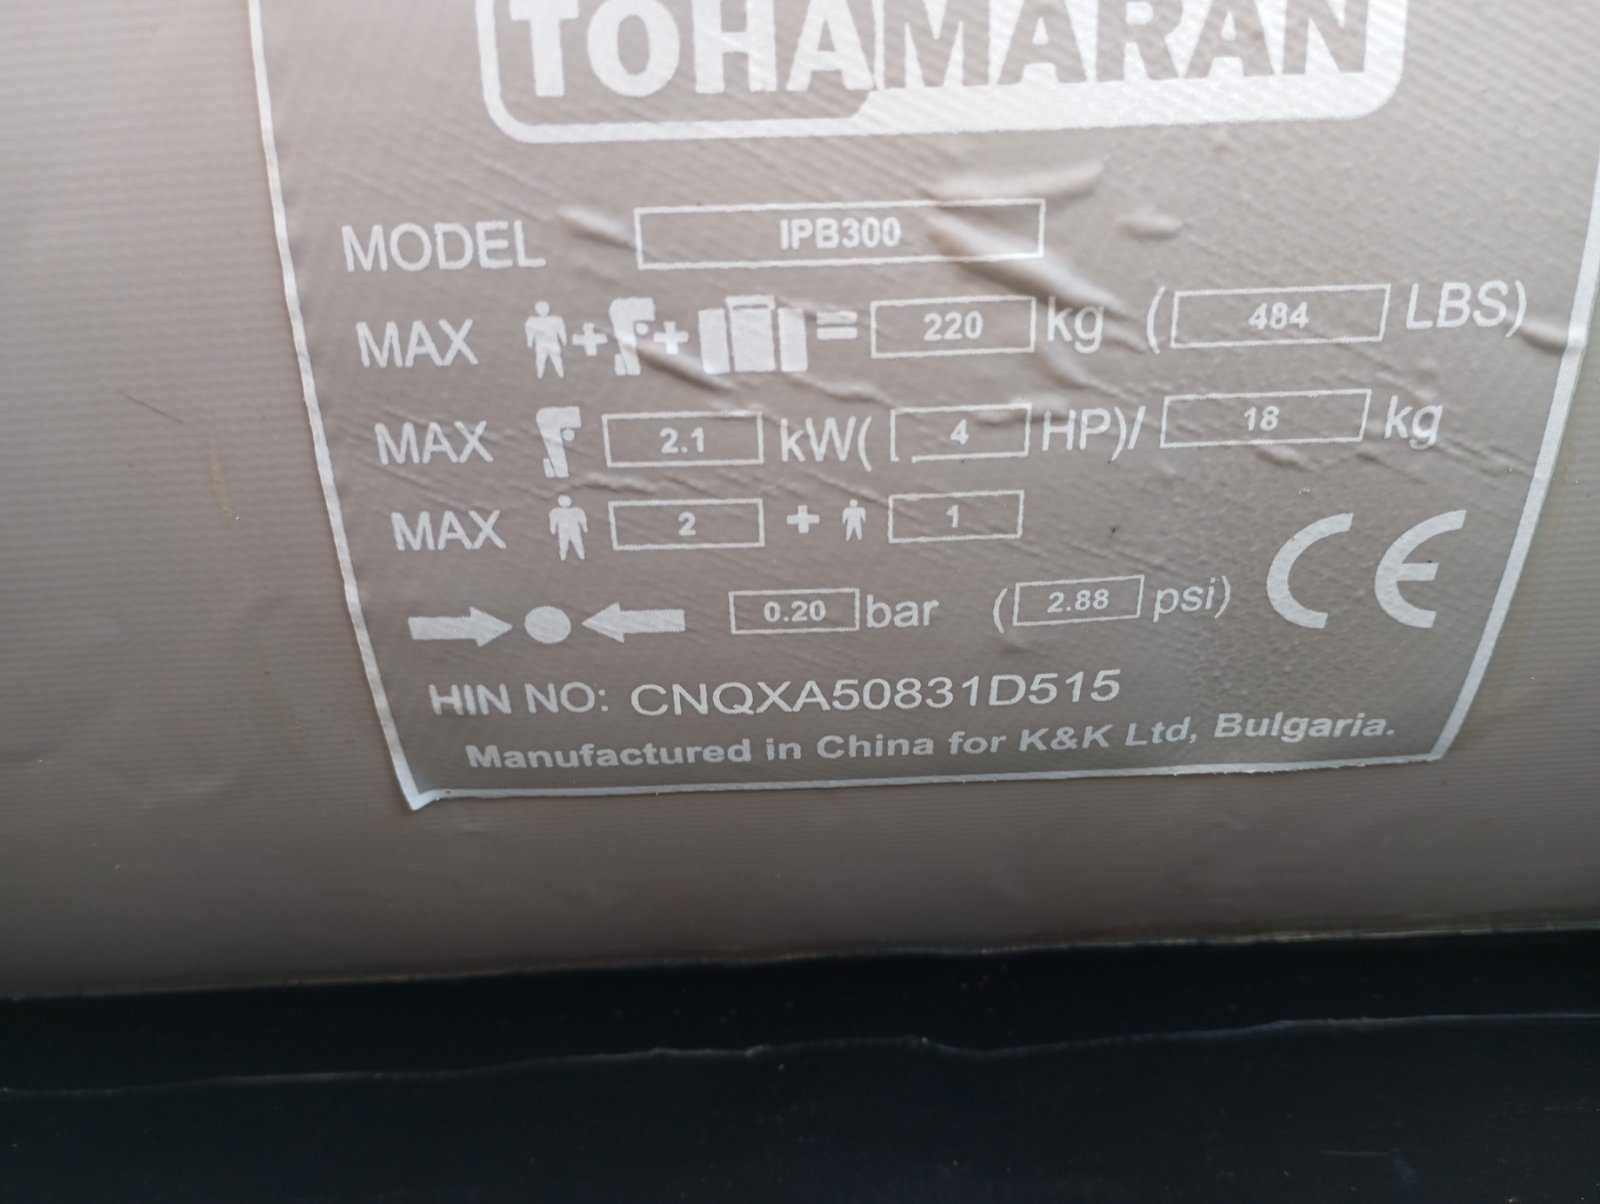 TOHAMARAN
MODEL IPB300
MAX + + = 220 kg (484 LBS)
MAX 2.1 kW(4 HP)/ 18 kg
MAX 2 + 1
0.20 bar (2.88 psi) CE
HIN NO: CNQXA50831D515
Manufactured in China for K&K Ltd, Bulgaria.